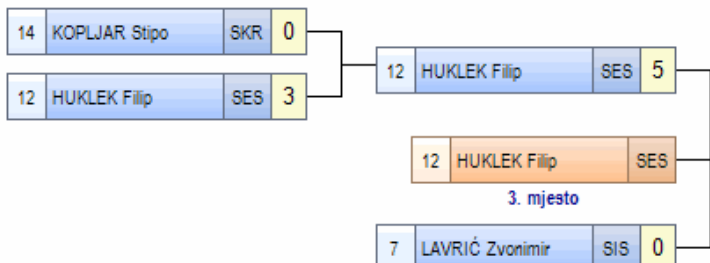 14 KOPLJAR Stipo SKR 0
12 HUKLEK Filip SES 3
12 HUKLEK Filip SES 5
12 HUKLEK Filip SES
3. mjesto
7 LAVRIĆ Zvonimir SIS 0